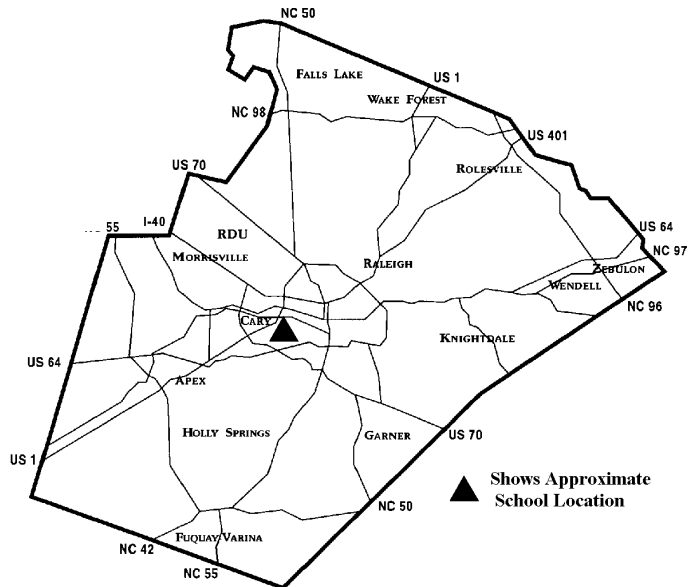 NC 50
FALLS LAKE
US 1
WAKE FOREST
NC 98
US 401
US 70
ROLESVILLE
55
I-40
RDU
US 64
MORRISVILLE
RALEIGH
NC 97
ZEBULON
WENDELL
NC 96
CARY
KNIGHTDALE
US 64
APEX
HOLLY SPRINGS
GARNER
US 70
US 1
Shows Approximate
School Location
NC 50
FUQUAY VARINA
NC 42
NC 55